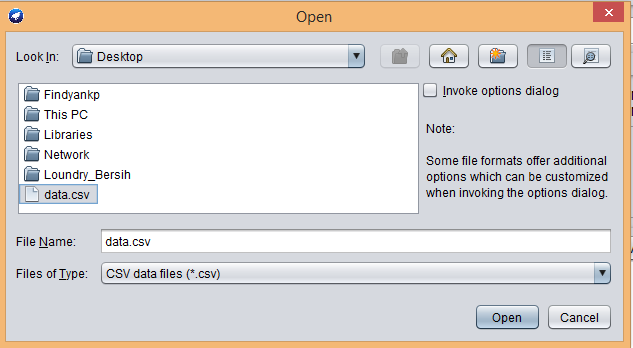 Open
Look In: Desktop
Findyankp
This PC
Libraries
Network
Loundry_Bersih
data.csv
Invoke options dialog
Note:
Some file formats offer additional
options which can be customized
when invoking the options dialog.
File Name: data.csv
Files of Type: CSV data files (*.csv)
Open Cancel